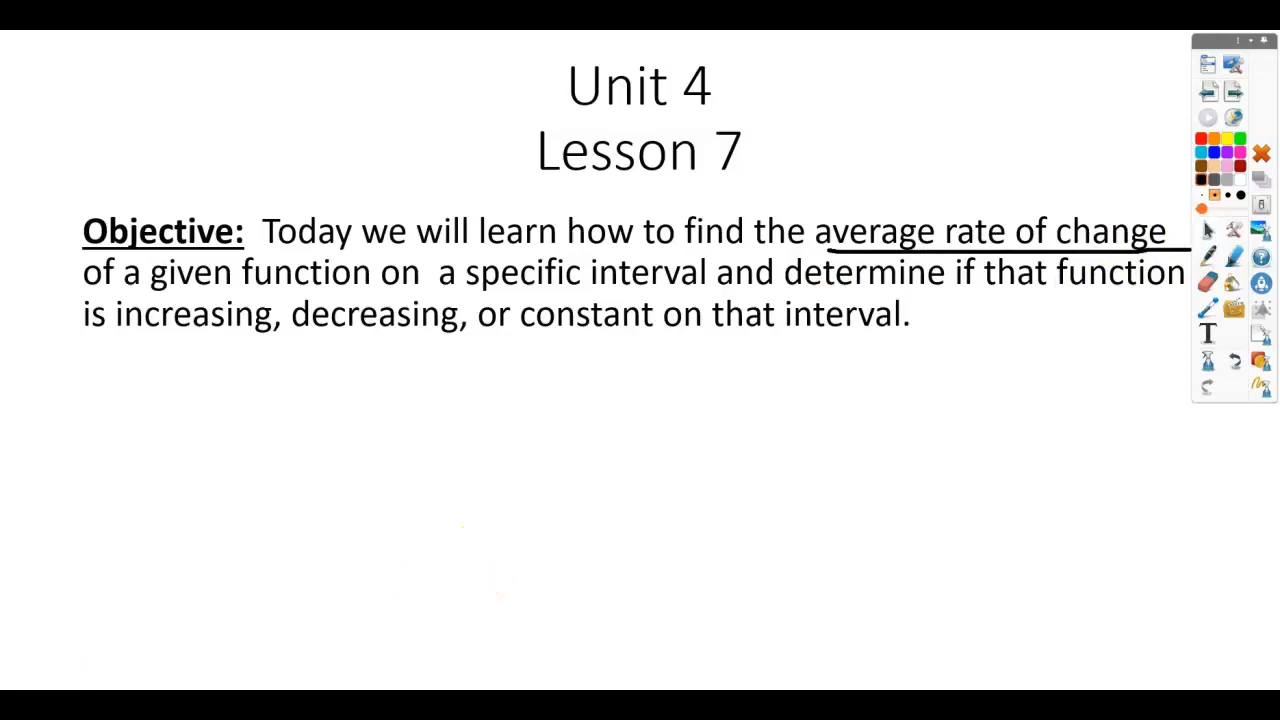 Unit 4
Lesson 7
Objective:  Today we will learn how to find the average rate of change
of a given function on  a specific interval and determine if that function
is increasing, decreasing, or constant on that interval.
T